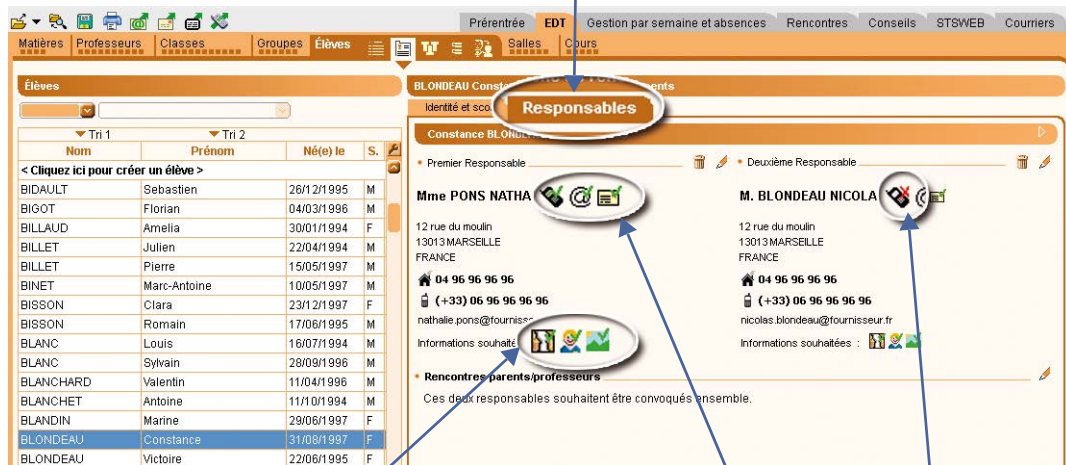 Prérentrée EDT Gestion par semaine et absences Rencontres Conseils STSWEB Courriers
Matières Professeurs Classes Groupes Élèves Salles Cours
Élèves
Tri 1 Tri 2
Nom Prénom Né(e) le S.
< Cliquez ici pour créer un élève >
BIDAULT Sebastien 26/12/1995 M
BIGOT Florian 04/03/1996 M
BILLAUD Amelia 30/01/1994 F
BILLET Julien 22/04/1994 M
BILLET Pierre 15/05/1997 M
BINET Marc-Antoine 10/05/1997 M
BISSON Clara 23/12/1997 F
BISSON Romain 17/06/1995 M
BLANC Louis 16/07/1994 M
BLANC Sylvain 28/09/1996 M
BLANCHARD Valentin 11/04/1996 M
BLANCHET Antoine 11/10/1994 M
BLANDIN Marine 29/06/1997 F
BLONDEAU Constance 31/08/1997 F
BLONDEAU Victoire 22/06/1995 F
BLONDEAU
Identité et
Responsables
Constance
Premier Responsable
Mme PONS NATHA
12 rue du moulin
13013 MARSEILLE
FRANCE
04 96 96 96 96
(+33) 06 96 96 96 96
Informations
Deuxième Responsable
M. BLONDEAU NICOLA
12 rue du moulin
13013 MARSEILLE
FRANCE
04 96 96 96 96
(+33) 06 96 96 96 96
nicolas.blondeau@fournisseur.fr
Informations souhaitées :
Rencontres parents/professeurs
Ces deux responsables souhaitent être convoqués ensemble.